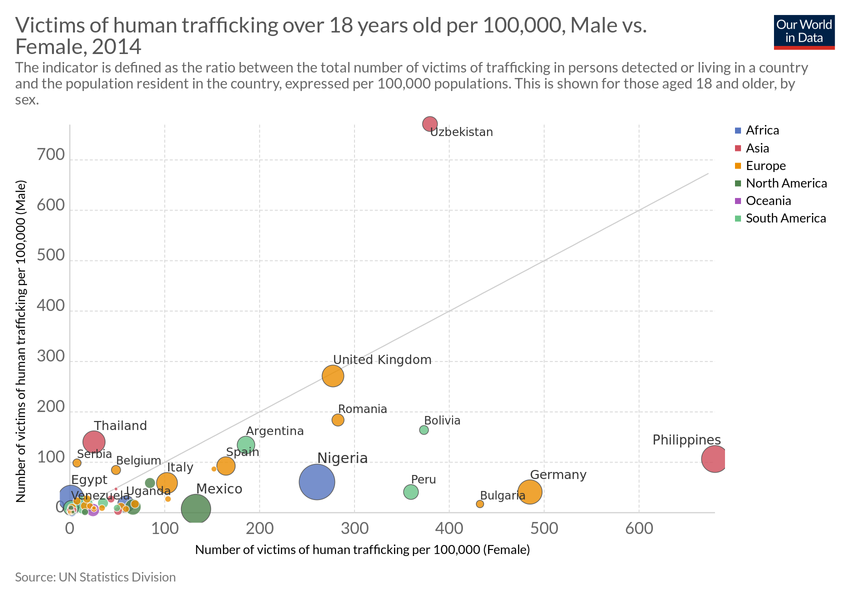 Victims of human trafficking over 18 years old per 100,000, Male vs.
Female, 2014
Our World
in Data
The indicator is defined as the ratio between the total number of victims of trafficking in persons detected or living in a country
and the population resident in the country, expressed per 100,000 populations. This is shown for those aged 18 and older, by
sex.
Number of victims of human trafficking per 100,000 (Male)
700
600
500
400
300
200
100
0
Uzbekistan
United Kingdom
Romania
Bolivia
Thailand
Argentina
Philippines
Serbia
Belgium
Spain
Nigeria
Italy
Germany
Egypt
Peru
Mexico
Venezuela
Uganda
Bulgaria
0
100
200
300
400
500
600
Number of victims of human trafficking per 100,000 (Female)
Africa
Asia
Europe
North America
Oceania
South America
Source: UN Statistics Division